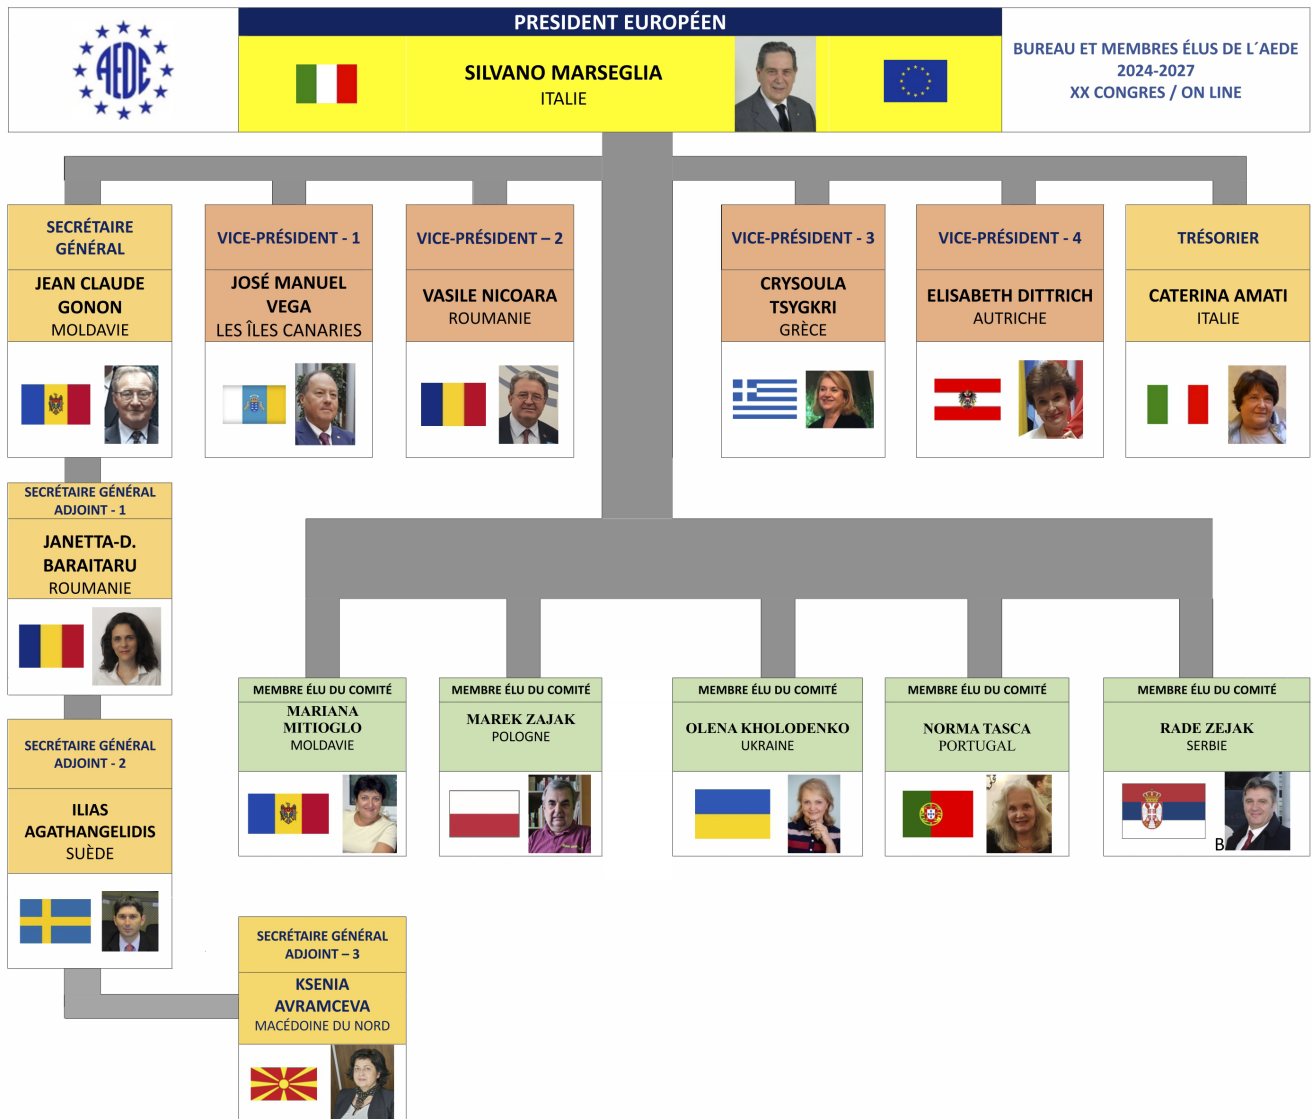 AEDE
PRESIDENT EUROPÉEN
SILVANO MARSEGLIA
ITALIE
BUREAU ET MEMBRES ÉLUS DE L´AEDE
2024-2027
XX CONGRES / ON LINE
SECRÉTAIRE
GÉNÉRAL
JEAN CLAUDE
GONON
MOLDAVIE
VICE-PRÉSIDENT - 1
JOSÉ MANUEL
VEGA
LES ÎLES CANARIES
VICE-PRÉSIDENT – 2
VASILE NICOARA
ROUMANIE
VICE-PRÉSIDENT - 3
CRYSOULA
TSYGKRI
GRÈCE
VICE-PRÉSIDENT - 4
ELISABETH DITTRICH
AUTRICHE
TRÉSORIER
CATERINA AMATI
ITALIE
SECRÉTAIRE GÉNÉRAL
ADJOINT - 1
JANETTA-D.
BARAITARU
ROUMANIE
MEMBRE ÉLU DU COMITÉ
MARIANA
MITIOGLO
MOLDAVIE
MEMBRE ÉLU DU COMITÉ
MAREK ZAJAK
POLOGNE
MEMBRE ÉLU DU COMITÉ
OLENA KHOLODENKO
UKRAINE
MEMBRE ÉLU DU COMITÉ
NORMA TASCA
PORTUGAL
MEMBRE ÉLU DU COMITÉ
RADE ZEJAK
SERBIE
B
SECRÉTAIRE GÉNÉRAL
ADJOINT - 2
ILIAS
AGATHANGELIDIS
SUÈDE
SECRÉTAIRE GÉNÉRAL
ADJOINT – 3
KSENIA
AVRAMCEVA
MACÉDOINE DU NORD